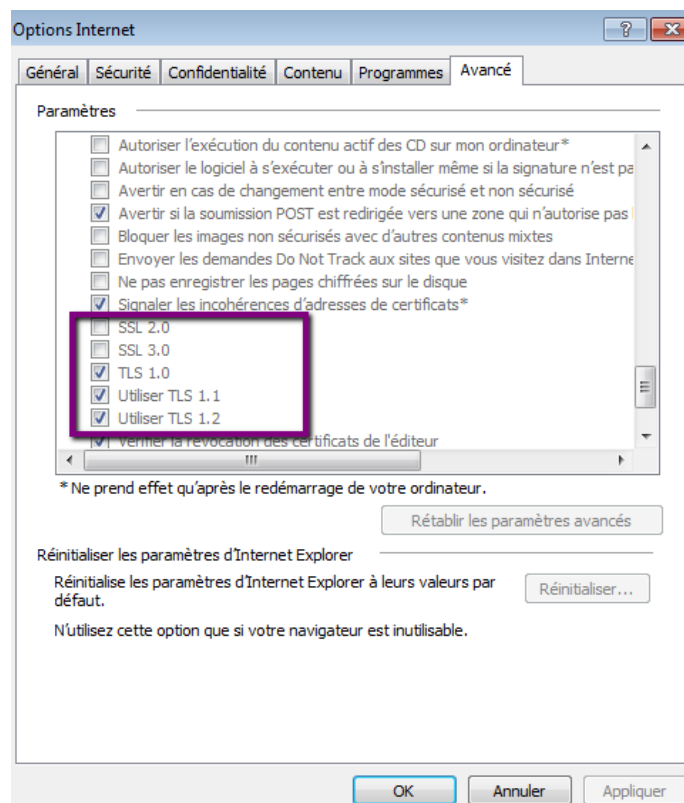 Options Internet
Général Sécurité Confidentialité Contenu Programmes Avancé
Paramètres
Autoriser l'exécution du contenu actif des CD sur mon ordinateur*
Autoriser le logiciel à s'exécuter ou à s'installer même si la signature n'est pa
Avertir en cas de changement entre mode sécurisé et non sécurisé
Avertir si la soumission POST est redirigée vers une zone qui n'autorise pas
Bloquer les images non sécurisés avec d'autres contenus mixtes
Envoyer les demandes Do Not Track aux sites que vous visitez dans Interne
Ne pas enregistrer les pages chiffrées sur le disque
Signaler les incohérences d'adresses de certificats*
SSL 2.0
SSL 3.0
TLS 1.0
Utiliser TLS 1.1
Utiliser TLS 1.2
Vérifier la révocation des certificats de l'éditeur
* Ne prend effet qu'après le redémarrage de votre ordinateur.
Rétablir les paramètres avancés
Réinitialiser les paramètres d'Internet Explorer
Réinitialise les paramètres d'Internet Explorer à leurs valeurs par
défaut.
Réinitialiser...
N'utilisez cette option que si votre navigateur est inutilisable.
OK Annuler Appliquer